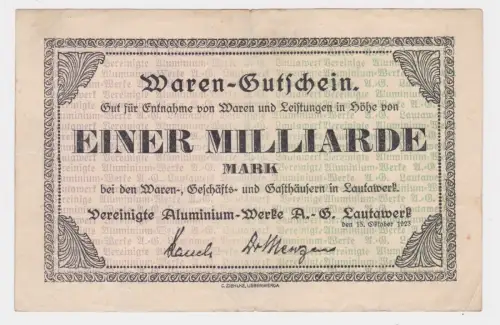 Waren-Gutschein.
Gut für Entnahme von Waren und Leistungen in Höhe von
EINER MILLIARDE
MARK
bei den Waren-, Geschäfts- und Gasthäusern in Lautawerk.
Vereinigte Aluminium-Werke A.-G. Lautawerk
den 15. Oktober 1923